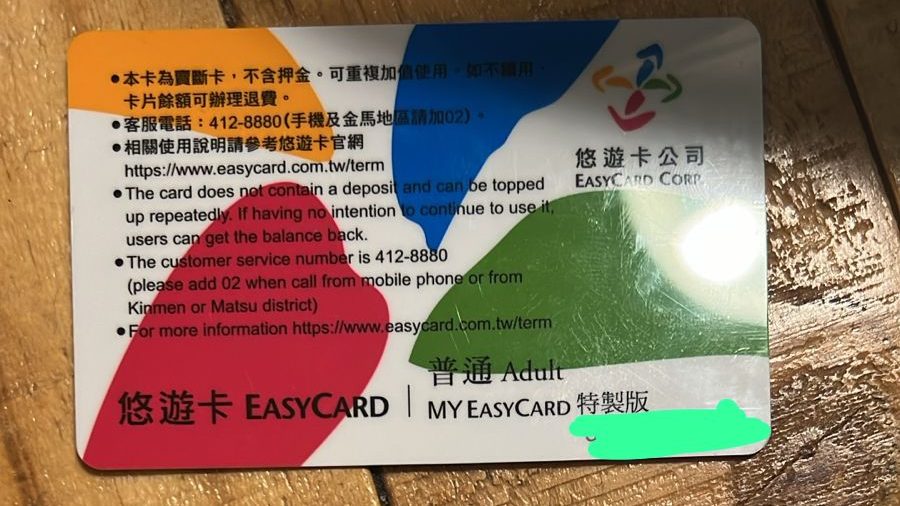 •本卡為賣斷卡，不含押金。可重複加值使用。如不續用，
卡片餘額可辦理退費。
•客服電話：412-8880(手機及金馬地區請加02)。
•相關使用說明請參考悠遊卡官網
https://www.easycard.com.tw/term
•The card does not contain a deposit and can be topped
up repeatedly. If having no intention to continue to use it,
users can get the balance back.
•The customer service number is 412-8880
(please add 02 when call from mobile phone or from
Kinmen or Matsu district)
•For more information https://www.easycard.com.tw/term
悠遊卡公司
EASYCARD CORP.
悠遊卡 EASYCARD
普通 Adult
MY EASYCARD 特製版